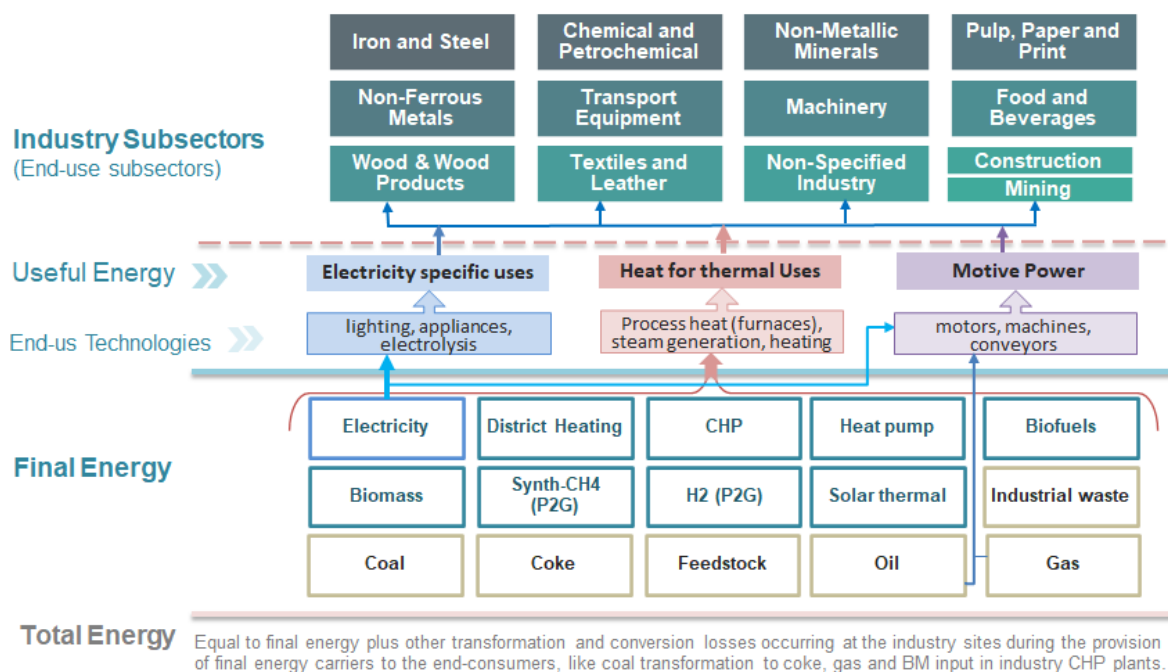 Iron and Steel
Chemical and
Petrochemical
Non-Metallic
Minerals
Pulp, Paper and
Print
Non-Ferrous
Metals
Transport
Equipment
Machinery
Food and
Beverages
Industry Subsectors
(End-use subsectors)
Wood & Wood
Products
Textiles and
Leather
Non-Specified
Industry
Construction
Mining
Useful Energy
Electricity specific uses
Heat for thermal Uses
Motive Power
End-us Technologies
lighting, appliances,
electrolysis
Process heat (furnaces),
steam generation, heating
motors, machines,
conveyors
Final Energy
Electricity
District Heating
CHP
Heat pump
Biofuels
Biomass
Synth-CH4
(P2G)
H2 (P2G)
Solar thermal
Industrial waste
Coal
Coke
Feedstock
Oil
Gas
Total Energy
Equal to final energy plus other transformation and conversion losses occurring at the industry sites during the provision
of final energy carriers to the end-consumers, like coal transformation to coke, gas and BM input in industry CHP plants.